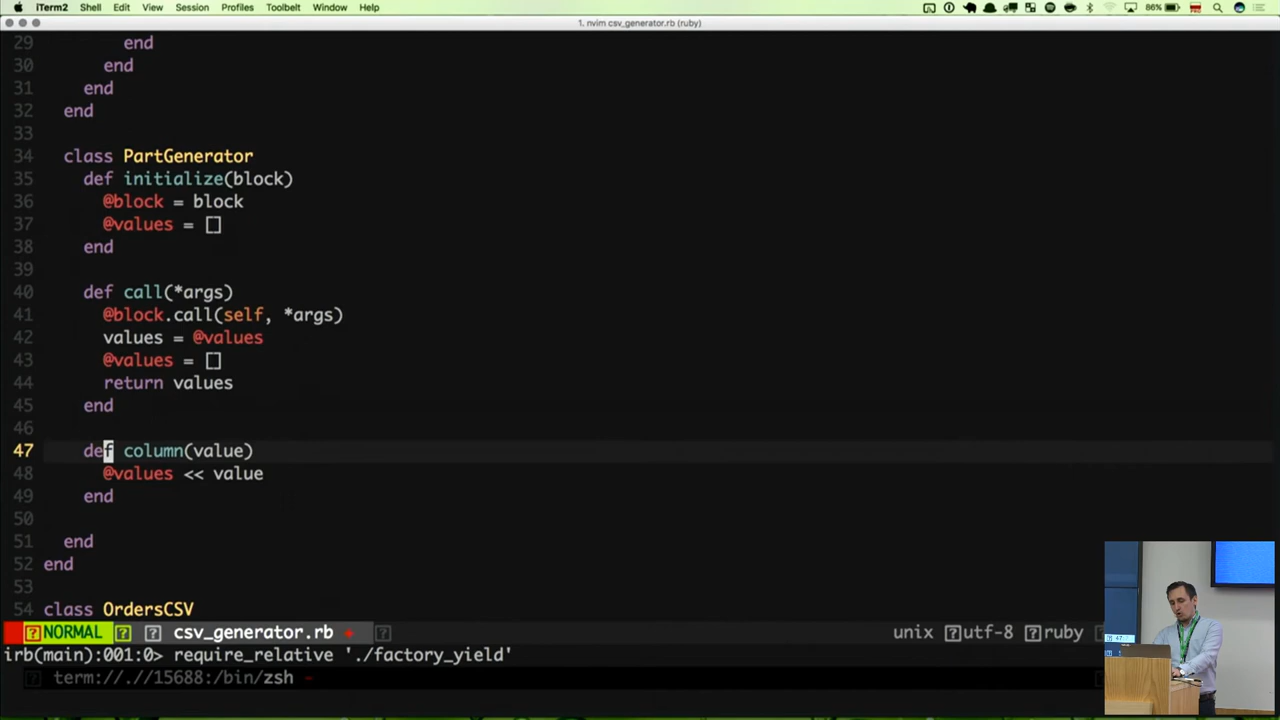 iTerm2 Shell Edit View Session Profiles Toolbelt Window Help 86%
1. nvim csv_generator.rb (ruby)
29 end
30 end
31 end
32 end
33
34 class PartGenerator
35 def initialize(block)
36 @block = block
37 @values = []
38 end
39
40 def call(*args)
41 @block.call(self, *args)
42 values = @values
43 @values = []
44 return values
45 end
46
47 def column(value)
48 @values << value
49 end
50
51 end
52 end
53
54 class OrdersCSV
NORMAL csv_generator.rb unix utf-8 ruby
irb(main):001:0> require_relative './factory_yield'
term://.//15688:/bin/zsh